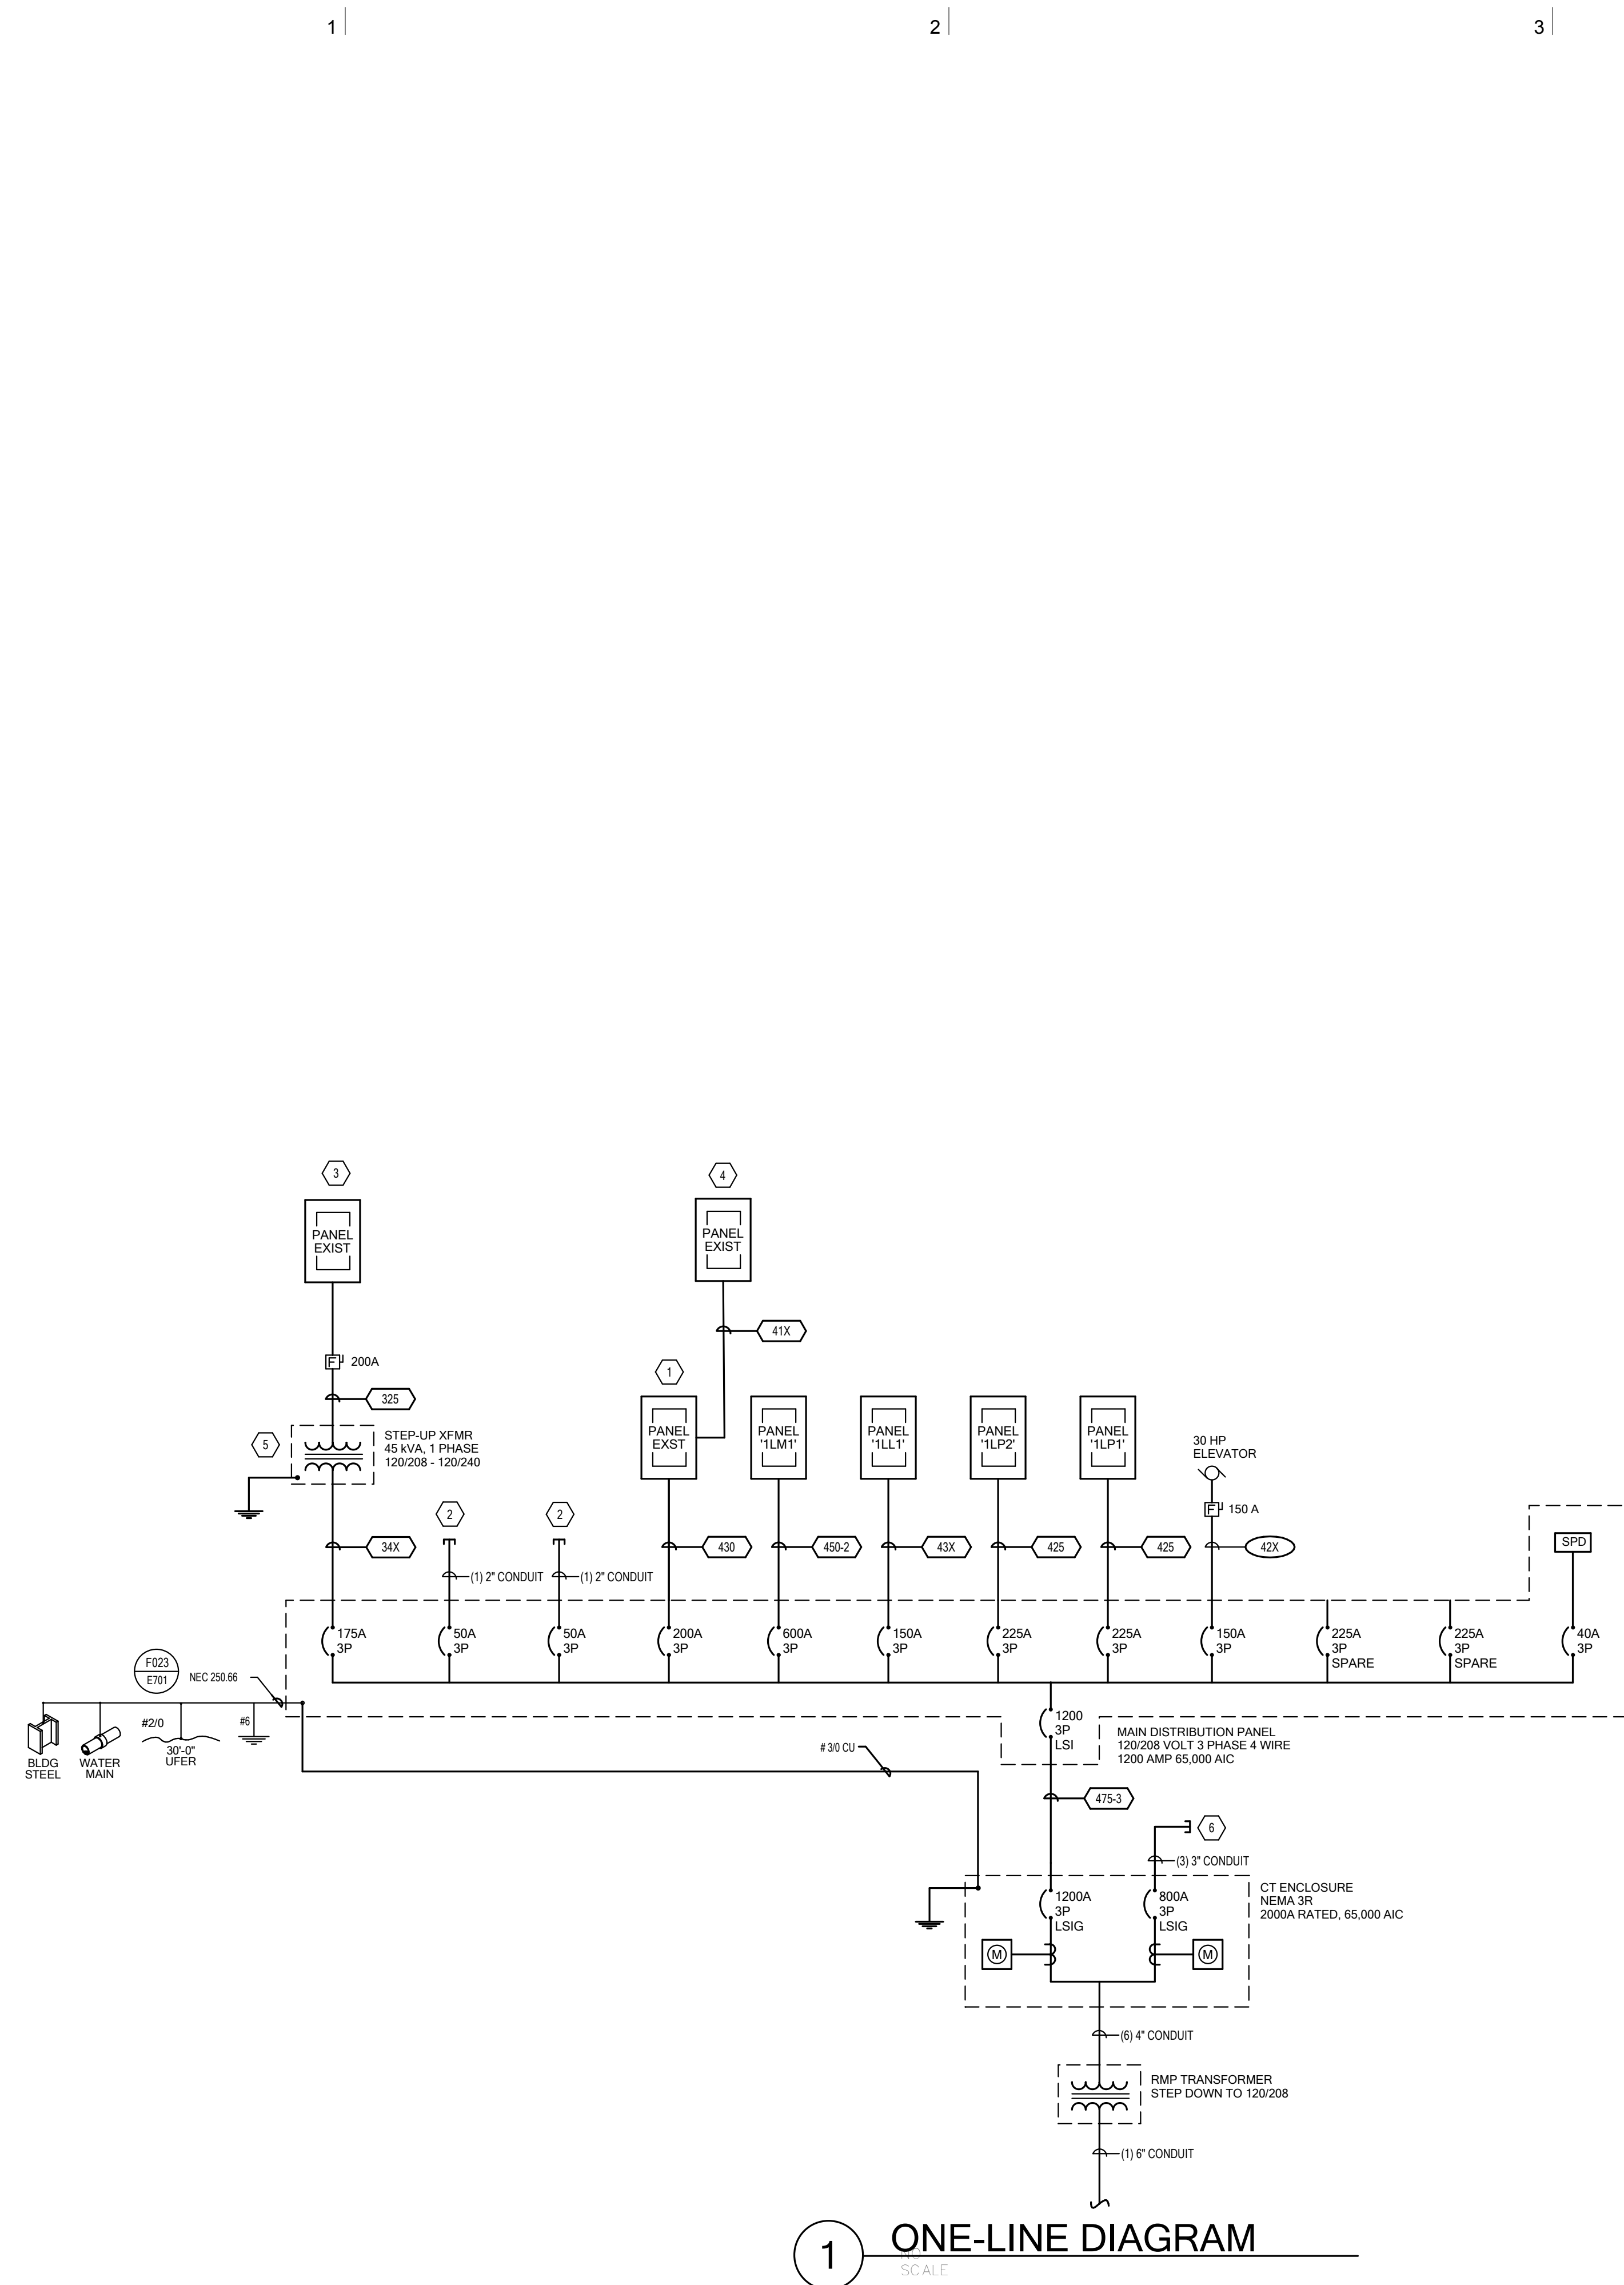 1
2
3
3
PANEL
EXIST
200A
325
5
STEP-UP XFMR
45 kVA, 1 PHASE
120/208 - 120/240
34X
4
PANEL
EXIST
41X
1
PANEL
EXST
PANEL
'1LM1'
PANEL
'1LL1'
PANEL
'1LP2'
PANEL
'1LP1'
30 HP
ELEVATOR
150 A
2
2
(1) 2" CONDUIT
(1) 2" CONDUIT
430
450-2
43X
425
425
42X
SPD
175A
3P
50A
3P
50A
3P
200A
3P
600A
3P
150A
3P
225A
3P
225A
3P
150A
3P
225A
3P
SPARE
225A
3P
SPARE
40A
3P
F023
E701
NEC 250.66
BLDG
STEEL
WATER
MAIN
#2/0
30'-0"
UFER
#6
# 3/0 CU
1200
3P
LSI
MAIN DISTRIBUTION PANEL
120/208 VOLT 3 PHASE 4 WIRE
1200 AMP 65,000 AIC
475-3
6
(3) 3" CONDUIT
1200A
3P
LSIG
800A
3P
LSIG
CT ENCLOSURE
NEMA 3R
2000A RATED, 65,000 AIC
M
M
(6) 4" CONDUIT
RMP TRANSFORMER
STEP DOWN TO 120/208
(1) 6" CONDUIT
1
ONE-LINE DIAGRAM
NO
SCALE
F
F